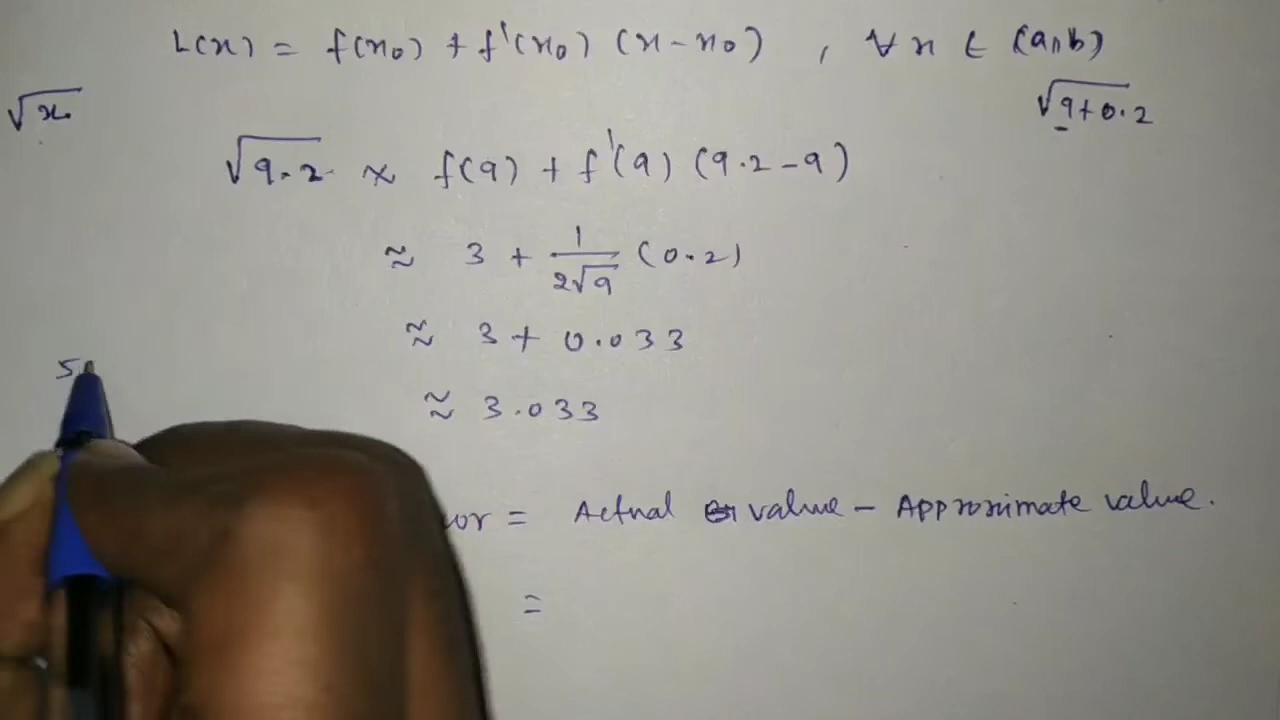 L(x) = f(x₀) + f'(x₀) (x - x₀) , ∀ x ∈ (a,b)
√x
√9+0.2
√9.2 ≈ f(9) + f'(9) (9.2 - 9)
≈ 3 + 1/2√9 (0.2)
≈ 3 + 0.033
≈ 3.033
or = Actual value - Approximate value.
=